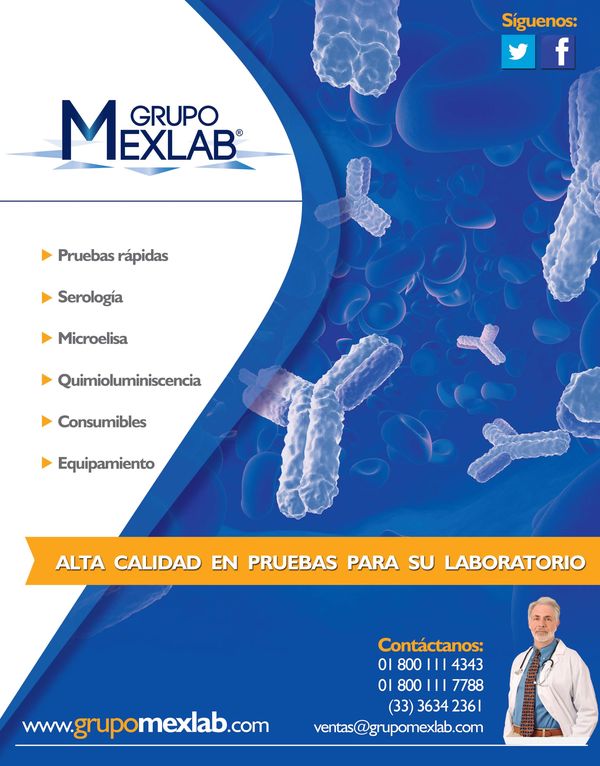 Síguenos:
GRUPO
MEXLAB®
Pruebas rápidas
Serología
Microelisa
Quimioluminiscencia
Consumibles
Equipamiento
ALTA CALIDAD EN PRUEBAS PARA SU LABORATORIO
Contáctanos:
01 800 111 4343
01 800 111 7788
(33) 3634 2361
www.grupomexlab.com
ventas@grupomexlab.com